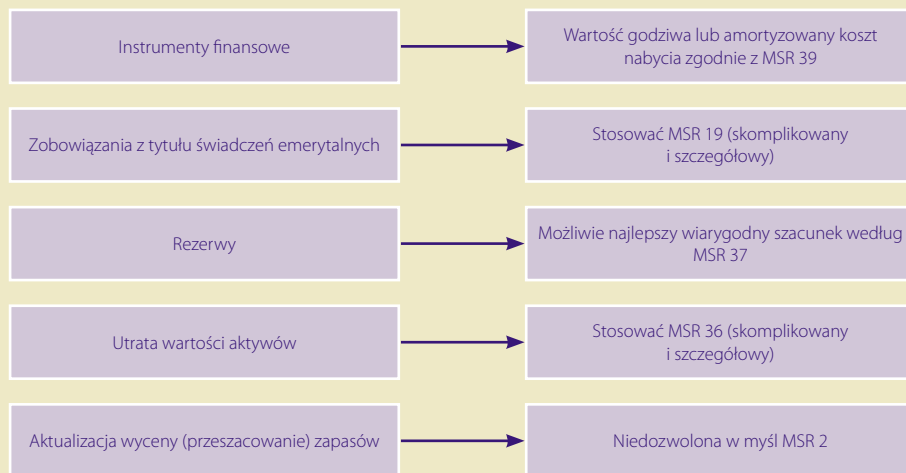 Instrumenty finansowe
Wartość godziwa lub amortyzowany koszt
nabycia zgodnie z MSR 39
Zobowiązania z tytułu świadczeń emerytalnych
Stosować MSR 19 (skomplikowany
i szczegółowy)
Rezerwy
Możliwie najlepszy wiarygodny szacunek według
MSR 37
Utrata wartości aktywów
Stosować MSR 36 (skomplikowany
i szczegółowy)
Aktualizacja wyceny (przeszacowanie) zapasów
Niedozwolona w myśl MSR 2